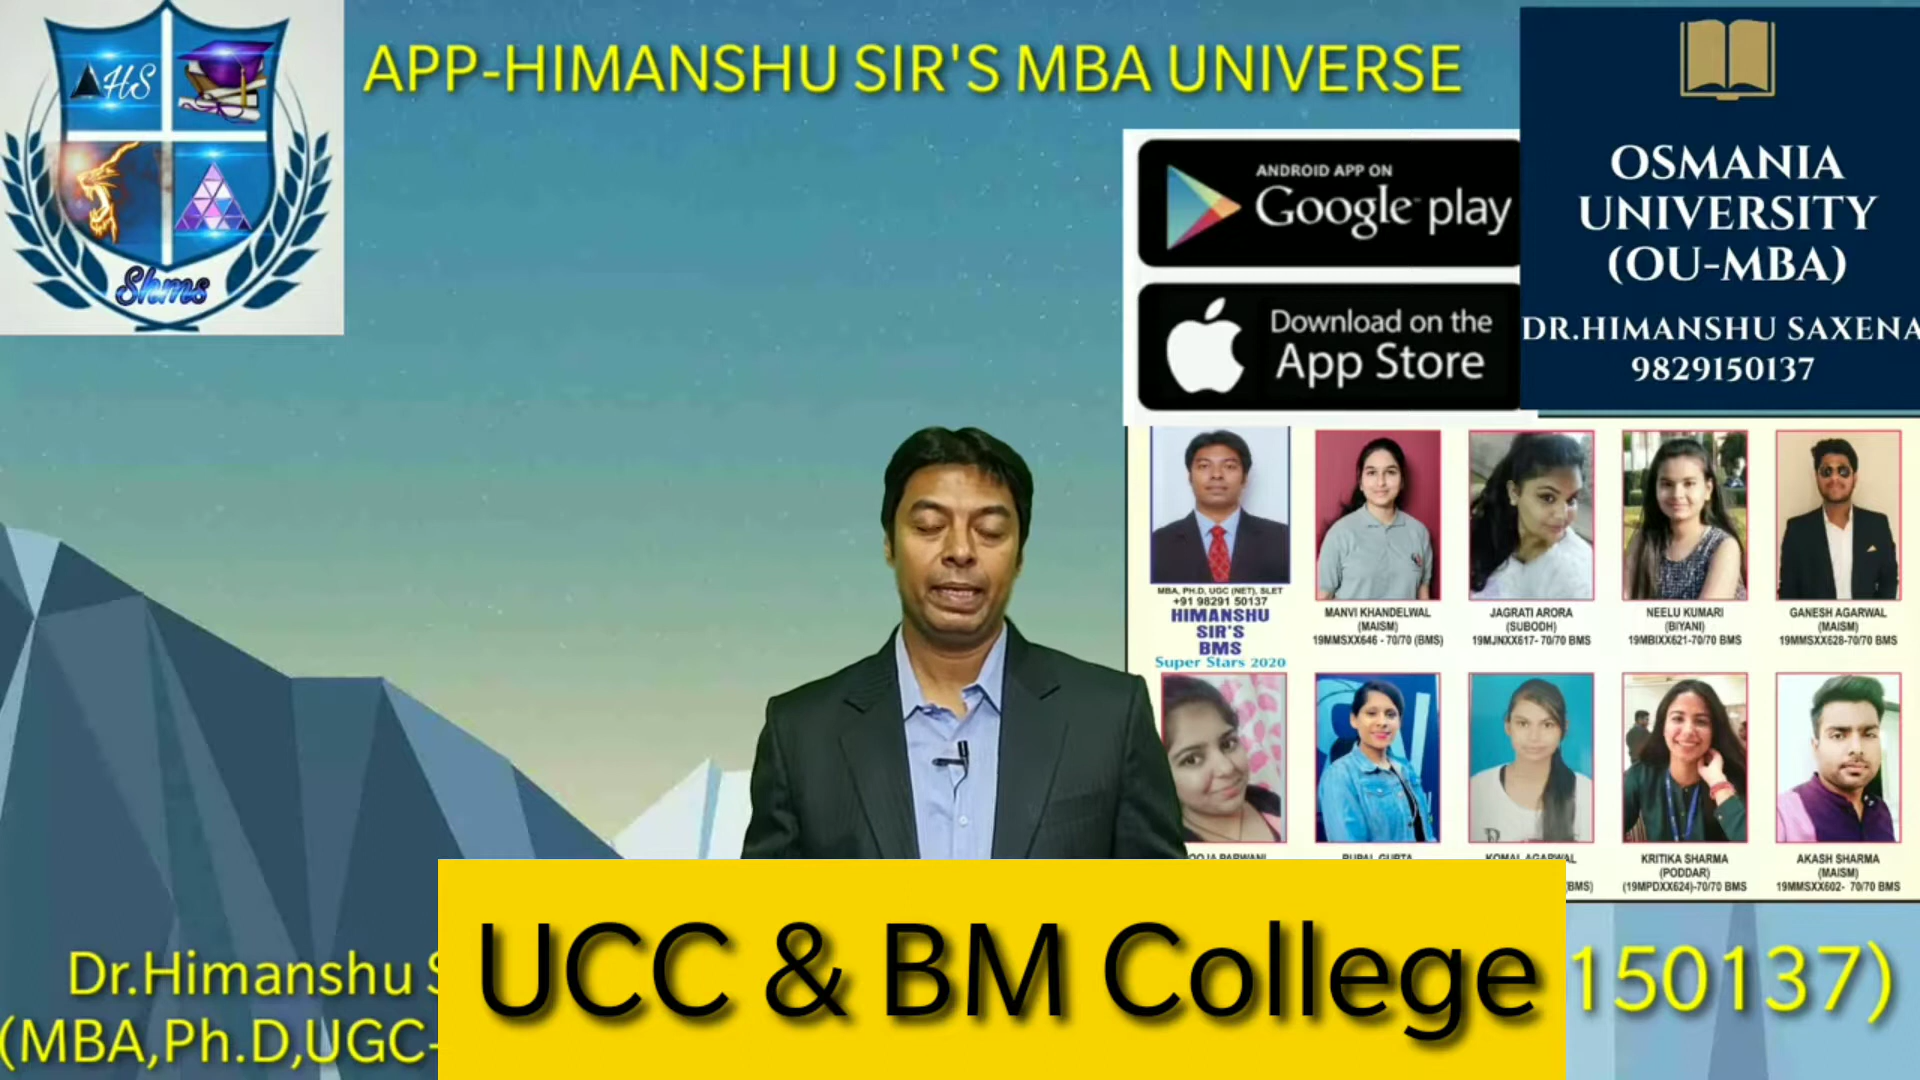 AHS
Shms
APP-HIMANSHU SIR'S MBA UNIVERSE
ANDROID APP ON
Google play
Download on the
App Store
OSMANIA
UNIVERSITY
(OU-MBA)
DR.HIMANSHU SAXENA
9829150137
MBA, PH.D, UGC (NET), SLET
+91 98291 50137
HIMANSHU
SIR'S
BMS
Super Stars 2020
MANVI KHANDELWAL
(MAISM)
19MMSXX646 - 70/70 (BMS)
JAGRATI ARORA
(SUBODH)
19MJNXX617- 70/70 BMS
NEELU KUMARI
(BIYANI)
19MBIXX621-70/70 BMS
GANESH AGARWAL
(MAISM)
19MMSXX628-70/70 BMS
KOMAL AGARWAL
BMS)
KRITIKA SHARMA
(PODDAR)
(19MPDXX624)-70/70 BMS
AKASH SHARMA
(MAISM)
19MMSXX602- 70/70 BMS
Dr.Himanshu
150137)
(MBA,Ph.D,UGC-
UCC & BM College